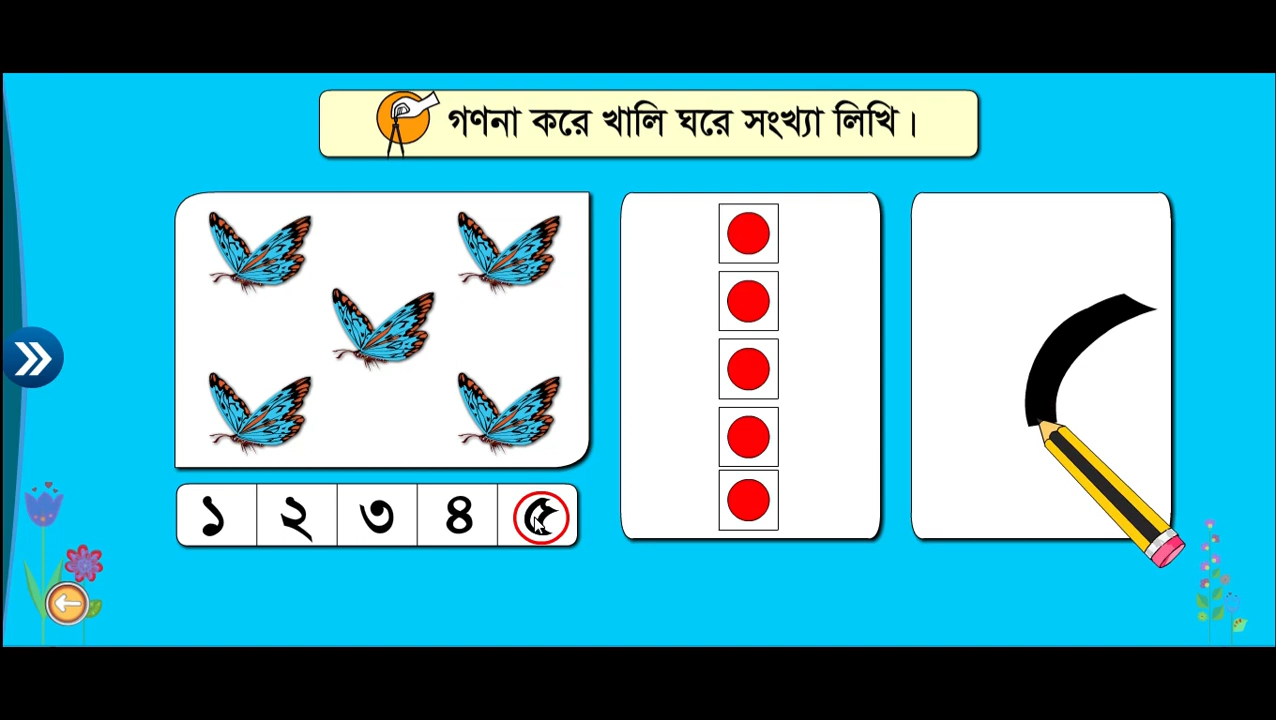 গণনা করে খালি ঘরে সংখ্যা লিখি।
১ ২ ৩ ৪ ৫